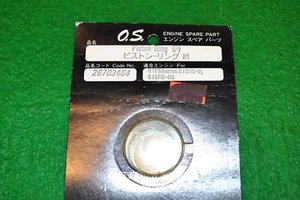 O.S.
ENGINE SPARE PART
エンジン スペア パーツ
品名
Piston Ring (P)
ピストン・リング (P)
品名コード Code No.
適合エンジン For
26703404